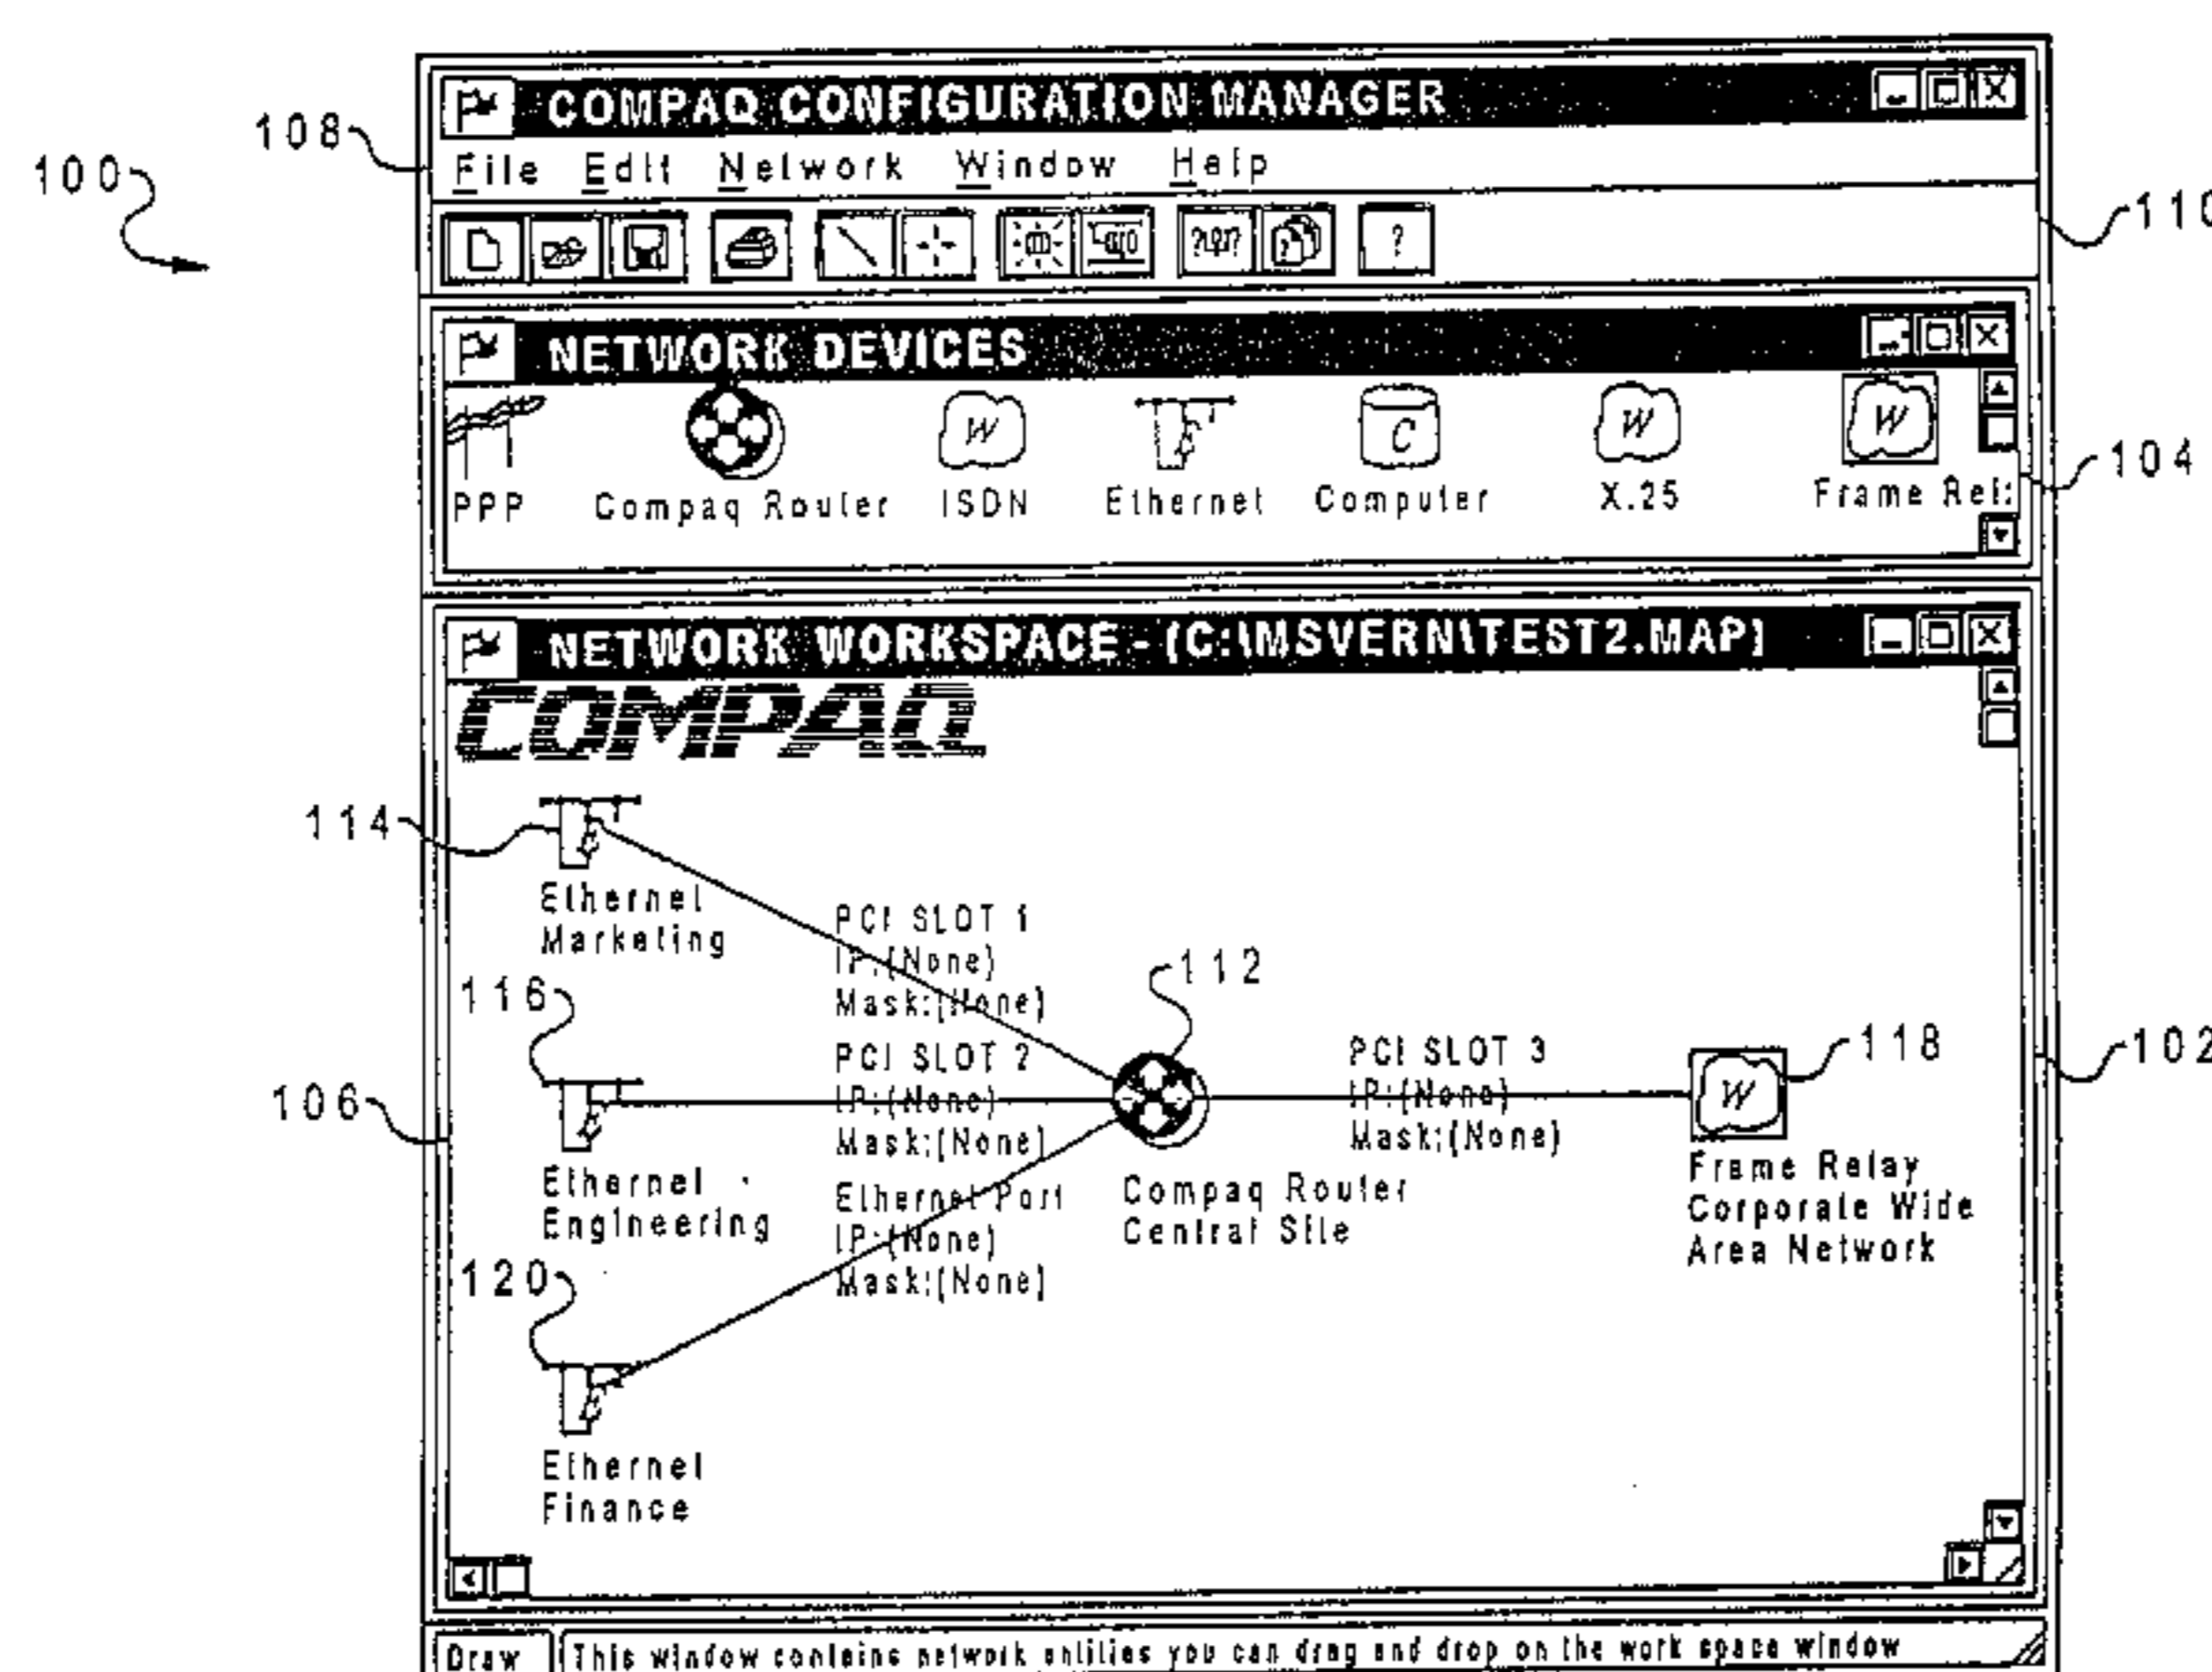 COMPAQ CONFIGURATION MANAGER
108
100
File Edit Network Window Help
110
?
NETWORK DEVICES
W
C
W
W
104
PPP Compaq Router ISDN Ethernet Computer X.25 Frame Rel:
NETWORK WORKSPACE - (C:\MSVERN\TEST2.MAP)
COMPAQ
114
Ethernet
Marketing
PCI SLOT 1
IP:(None)
Mask:(None)
112
116
PCI SLOT 2
IP:(None)
Mask:(None)
PCI SLOT 3
IP:(None)
Mask:(None)
118
W
102
106
Ethernet
Engineering
Ethernet Port
IP:(None)
Mask:(None)
Compaq Router
Central Site
Frame Relay
Corporate Wide
Area Network
120
Ethernet
Finance
Draw This window contains network entities you can drag and drop on the work space window